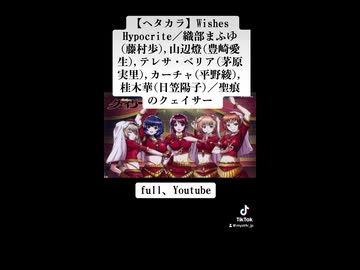 【ヘタカラ】Wishes
Hypocrite／織部まふゆ
(藤村歩),山辺燈(豊崎愛
生),テレサ・ベリア(茅原
実里),カーチャ(平野綾),
桂木華(日笠陽子)／聖痕
のクェイサー
full、Youtube
TikTok